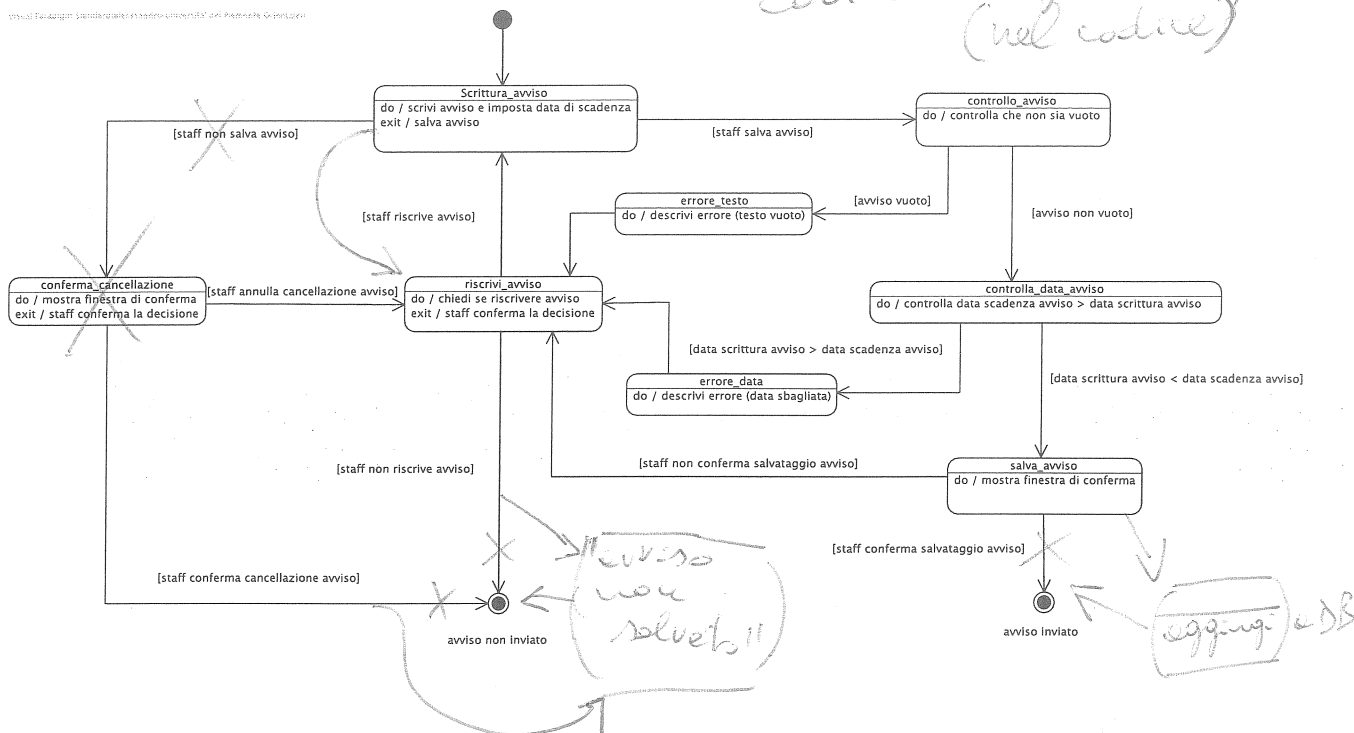 (nel codice)
Scrittura_avviso
do / scrivi avviso e imposta data di scadenza
exit / salva avviso
controllo_avviso
do / controlla che non sia vuoto
[staff non salva avviso]
[staff salva avviso]
[staff riscrive avviso]
errore_testo
do / descrivi errore (testo vuoto)
[avviso vuoto]
[avviso non vuoto]
conferma_cancellazione
do / mostra finestra di conferma
exit / staff conferma la decisione
[staff annulla cancellazione avviso]
riscrivi_avviso
do / chiedi se riscrivere avviso
exit / staff conferma la decisione
controlla_data_avviso
do / controlla data scadenza avviso > data scrittura avviso
[data scrittura avviso > data scadenza avviso]
errore_data
do / descrivi errore (data sbagliata)
[data scrittura avviso < data scadenza avviso]
[staff non riscrive avviso]
[staff non conferma salvataggio avviso]
salva_avviso
do / mostra finestra di conferma
[staff conferma salvataggio avviso]
[staff conferma cancellazione avviso]
"avviso
non
salvato"
avviso non inviato
avviso inviato
aggiungi a DB